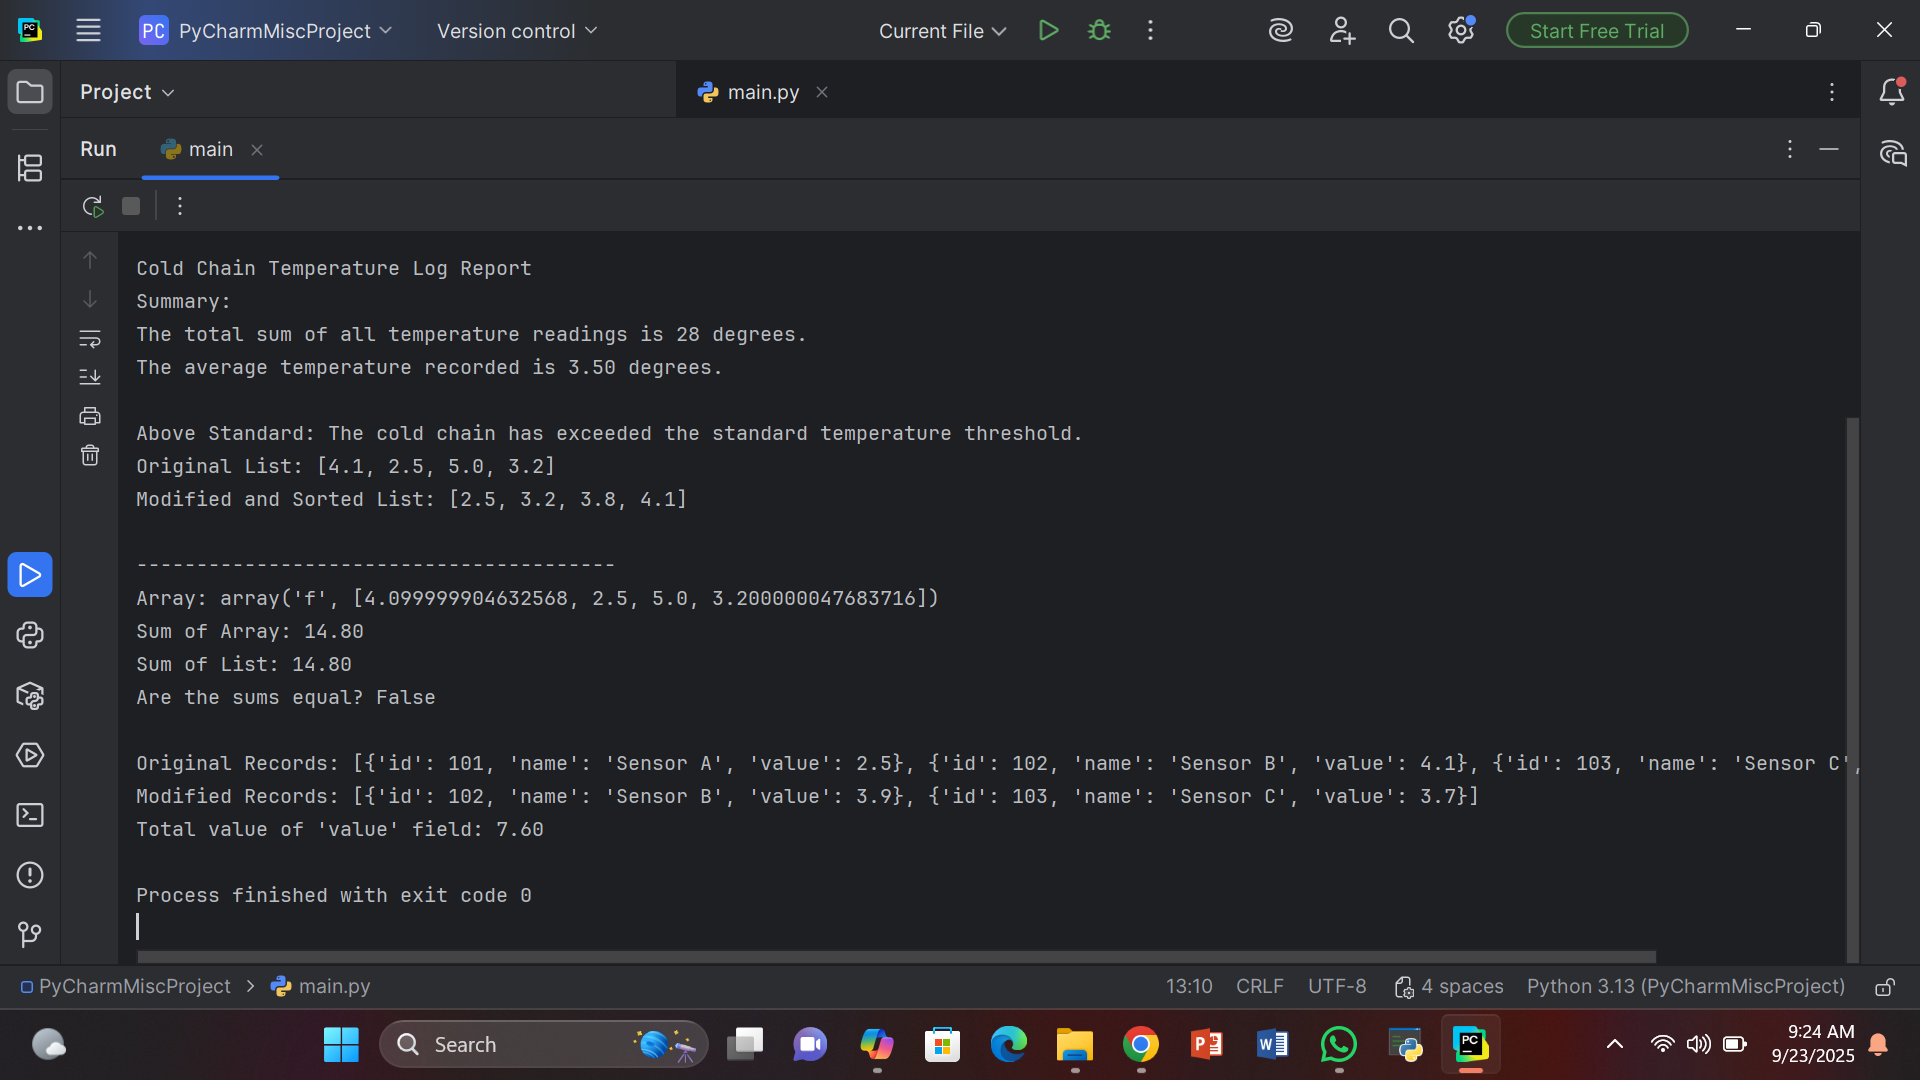 PC PyCharmMiscProject Version control Current File Start Free Trial
Project main.py
Run main
Cold Chain Temperature Log Report
Summary:
The total sum of all temperature readings is 28 degrees.
The average temperature recorded is 3.50 degrees.
Above Standard: The cold chain has exceeded the standard temperature threshold.
Original List: [4.1, 2.5, 5.0, 3.2]
Modified and Sorted List: [2.5, 3.2, 3.8, 4.1]
----------------------------------------
Array: array('f', [4.099999904632568, 2.5, 5.0, 3.200000047683716])
Sum of Array: 14.80
Sum of List: 14.80
Are the sums equal? False
Original Records: [{'id': 101, 'name': 'Sensor A', 'value': 2.5}, {'id': 102, 'name': 'Sensor B', 'value': 4.1}, {'id': 103, 'name': 'Sensor C',
Modified Records: [{'id': 102, 'name': 'Sensor B', 'value': 3.9}, {'id': 103, 'name': 'Sensor C', 'value': 3.7}]
Total value of 'value' field: 7.60
Process finished with exit code 0
PyCharmMiscProject > main.py 13:10 CRLF UTF-8 4 spaces Python 3.13 (PyCharmMiscProject)
Search 9:24 AM
9/23/2025